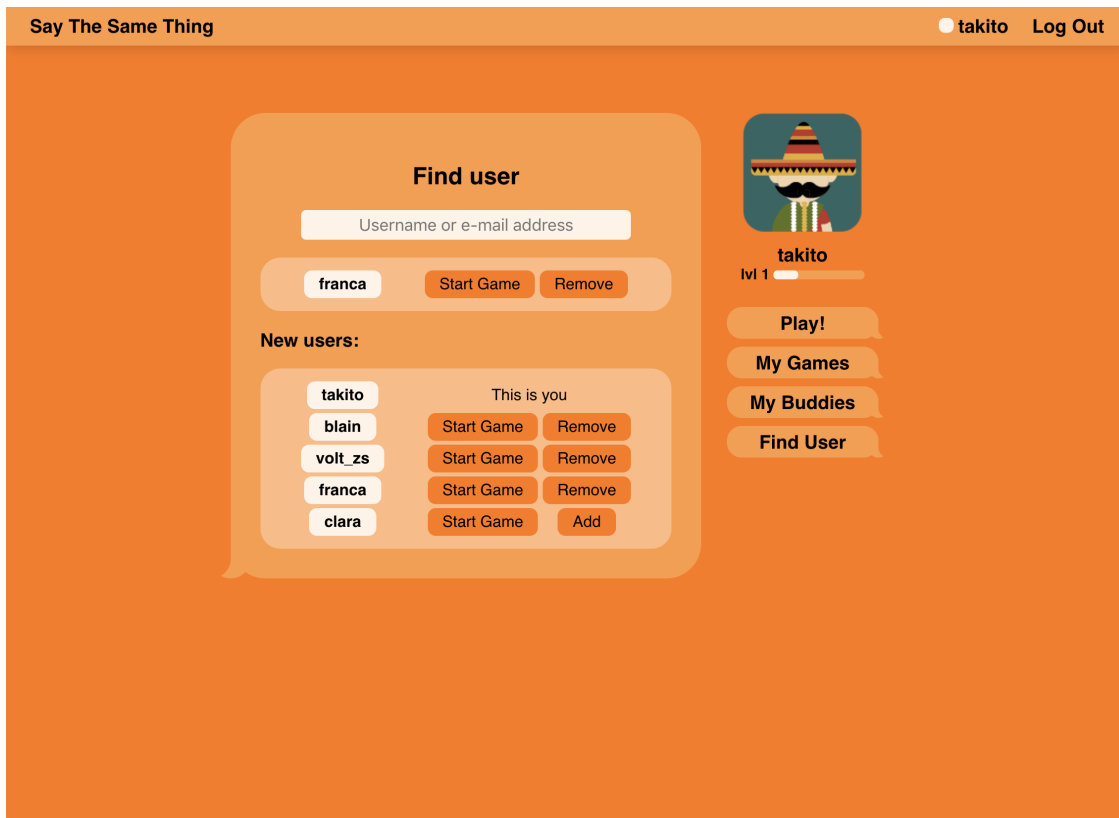 Say The Same Thing
takito Log Out
Find user
Username or e-mail address
franca Start Game Remove
New users:
takito This is you
blain Start Game Remove
volt_zs Start Game Remove
franca Start Game Remove
clara Start Game Add
takito
lvl 1
Play!
My Games
My Buddies
Find User